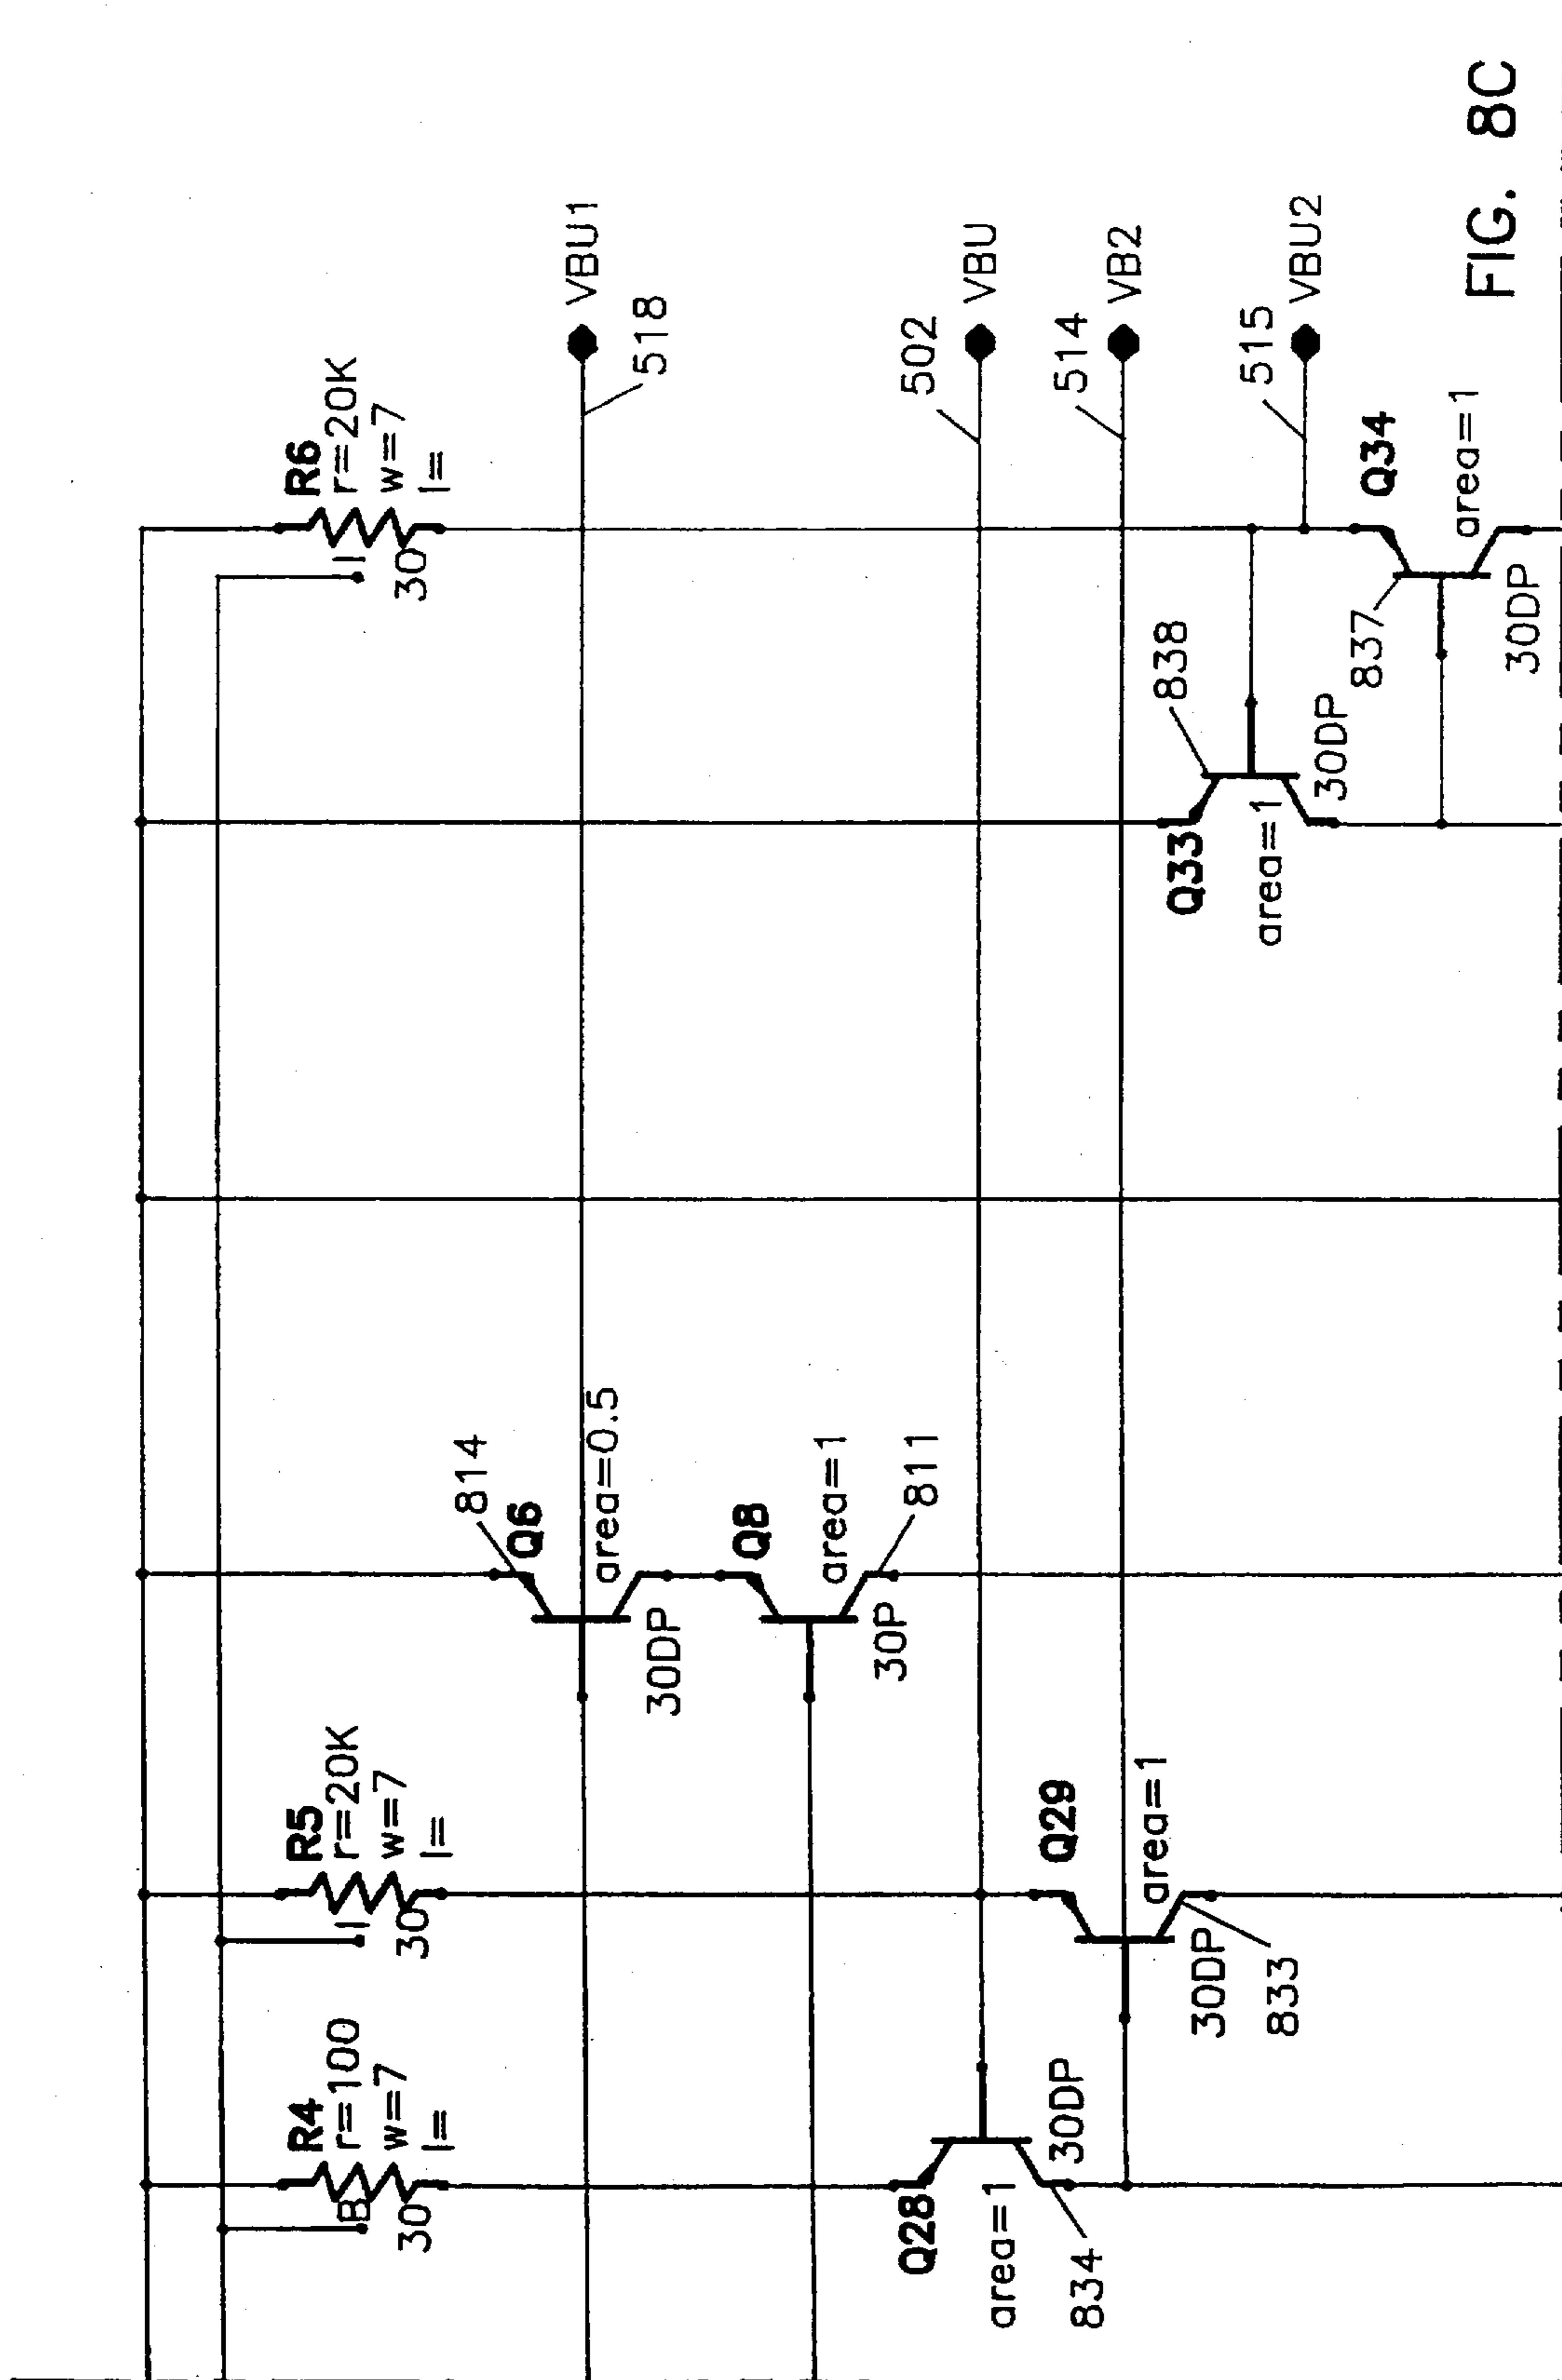 R4
r=100
w=7
l=
B
30
R5
r=20K
w=7
l=
I
30
R6
r=20K
w=7
l=
I
30
814
Q6
area=0.5
30DP
VBU1
518
Q8
area=1
30P
811
Q28
area=1
30DP
834
502
VBU
Q29
area=1
30DP
833
514
VB2
838
Q33
area=1
30DP
515
VBU2
837
Q34
area=1
30DP
FIG. 8C